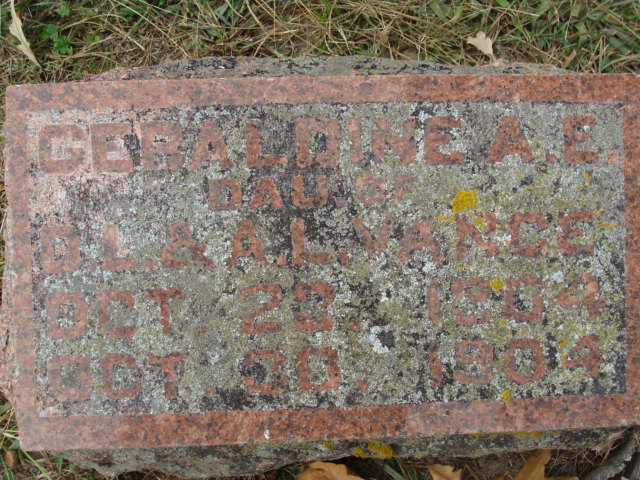 GERALDINE A.E.
DAU. OF
O.L.&A.L.VANCE
OCT. 22. 1904
OCT. 30. 1904